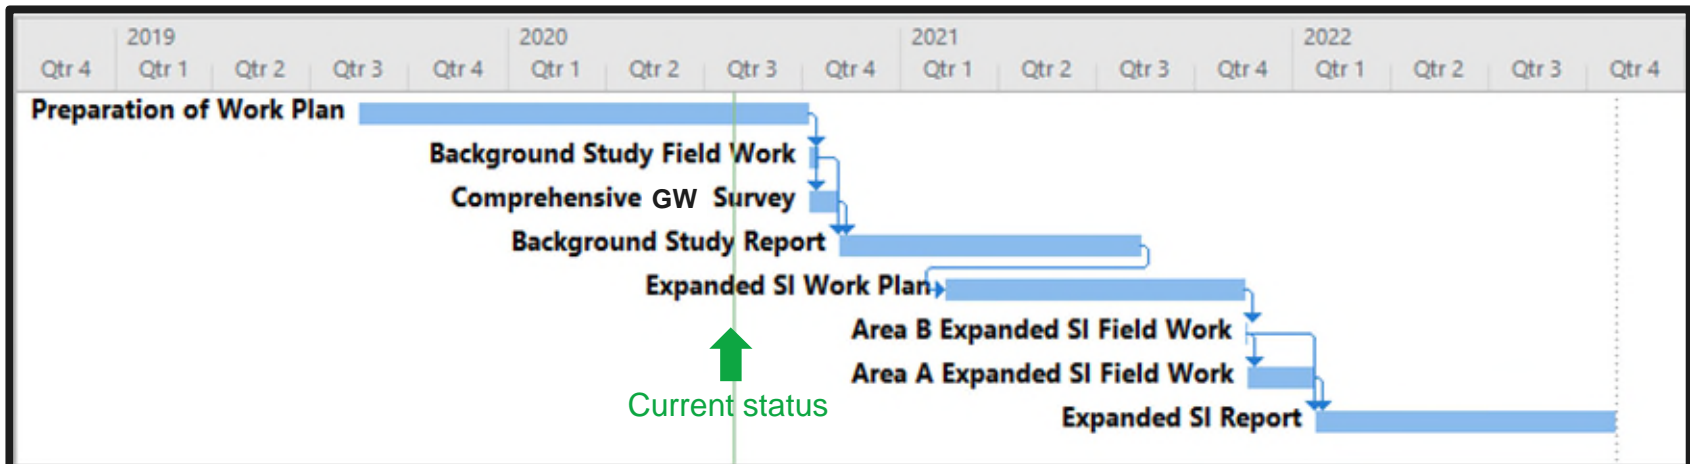 2019 2020 2021 2022
Qtr 4 Qtr 1 Qtr 2 Qtr 3 Qtr 4 Qtr 1 Qtr 2 Qtr 3 Qtr 4 Qtr 1 Qtr 2 Qtr 3 Qtr 4 Qtr 1 Qtr 2 Qtr 3 Qtr 4
Preparation of Work Plan
Background Study Field Work
Comprehensive GW Survey
Background Study Report
Expanded SI Work Plan
Area B Expanded SI Field Work
Area A Expanded SI Field Work
Current status
Expanded SI Report